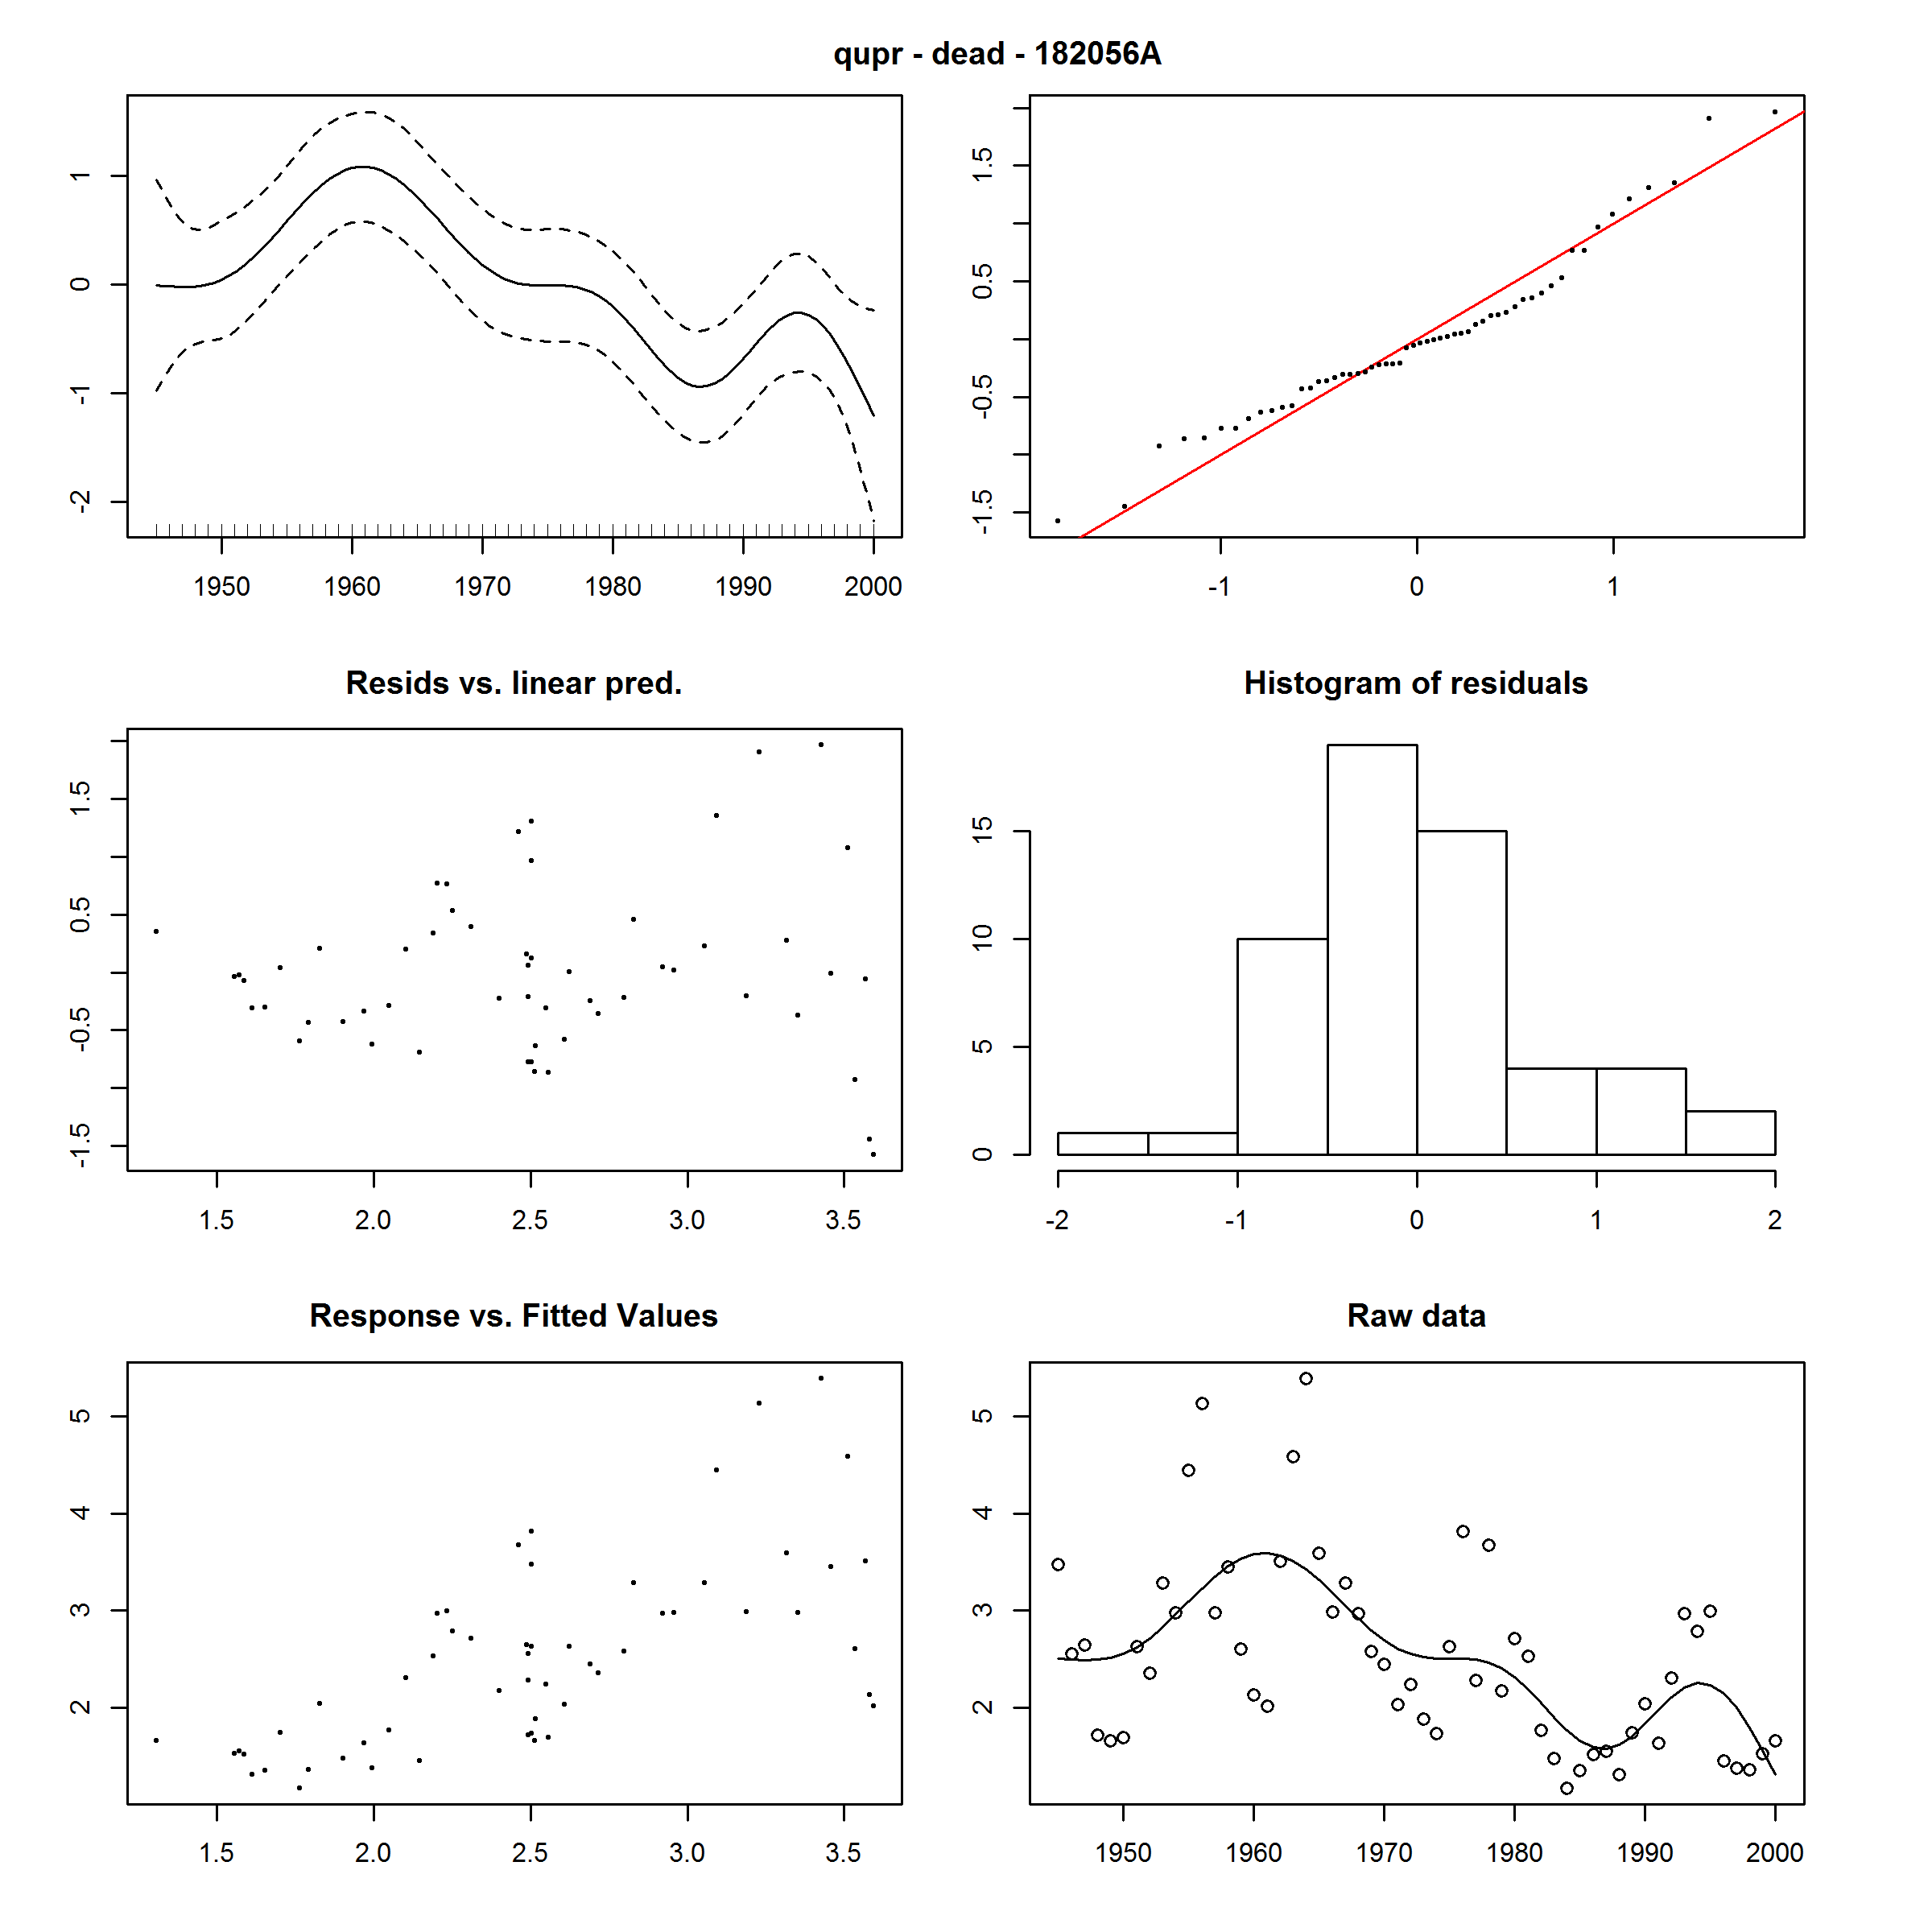 qupr - dead - 182056A
1
0
-1
-2
1950 1960 1970 1980 1990 2000
1.5
0.5
-0.5
-1.5
-1 0 1
Resids vs. linear pred.
1.5
0.5
-0.5
-1.5
1.5 2.0 2.5 3.0 3.5
Histogram of residuals
15
10
5
0
-2 -1 0 1 2
Response vs. Fitted Values
5
4
3
2
1.5 2.0 2.5 3.0 3.5
Raw data
5
4
3
2
1950 1960 1970 1980 1990 2000